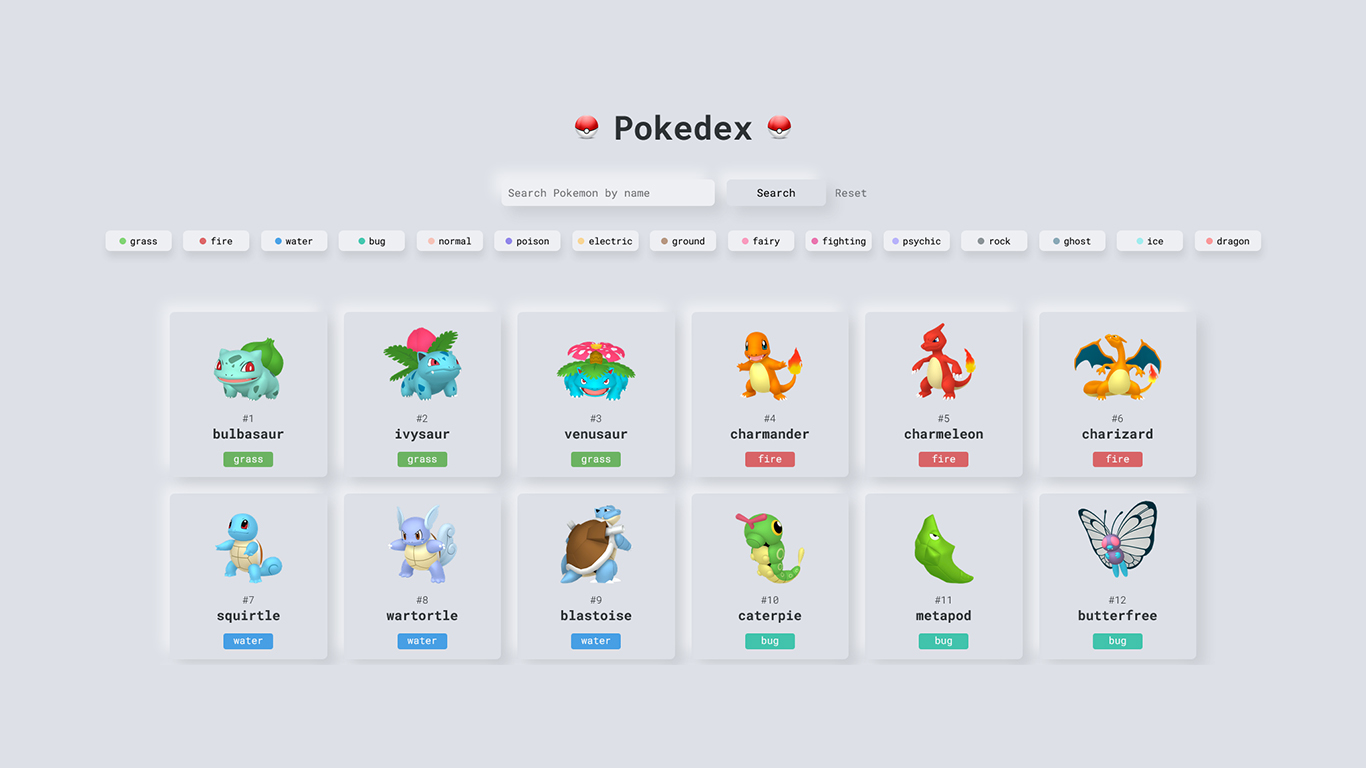 Pokedex
Search Pokemon by name Search Reset
grass fire water bug normal poison electric ground fairy fighting psychic rock ghost ice dragon
#1 #2 #3 #4 #5 #6
bulbasaur ivysaur venusaur charmander charmeleon charizard
grass grass grass fire fire fire
#7 #8 #9 #10 #11 #12
squirtle wartortle blastoise caterpie metapod butterfree
water water water bug bug bug